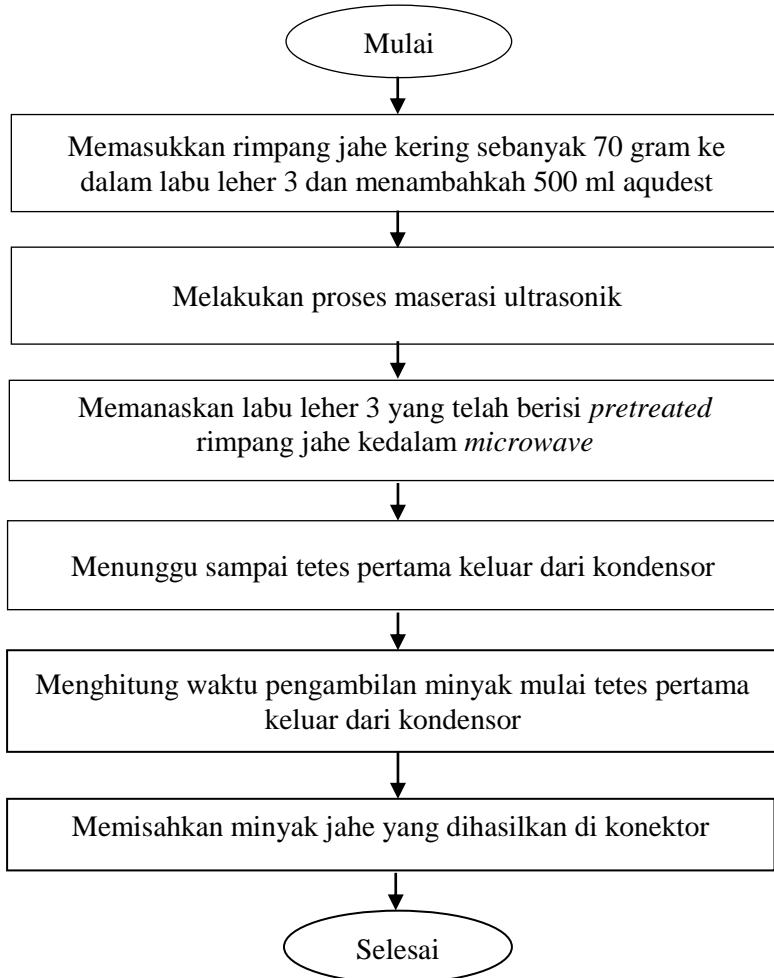 Mulai
Memasukkan rimpang jahe kering sebanyak 70 gram ke
dalam labu leher 3 dan menambahkah 500 ml aqudest
Melakukan proses maserasi ultrasonik
Memanaskan labu leher 3 yang telah berisi pretreated
rimpang jahe kedalam microwave
Menunggu sampai tetes pertama keluar dari kondensor
Menghitung waktu pengambilan minyak mulai tetes pertama
keluar dari kondensor
Memisahkan minyak jahe yang dihasilkan di konektor
Selesai